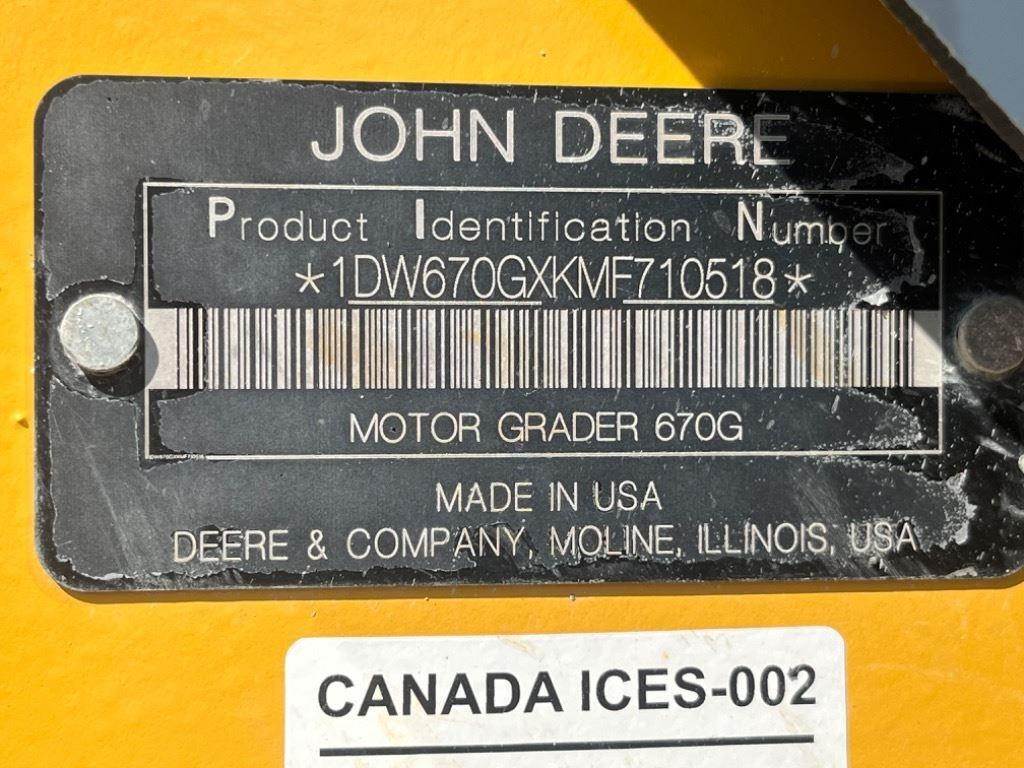 JOHN DEERE
Product Identification Number
*1DW670GXKMF710518*
MOTOR GRADER 670G
MADE IN USA
DEERE & COMPANY, MOLINE, ILLINOIS, USA
CANADA ICES-002